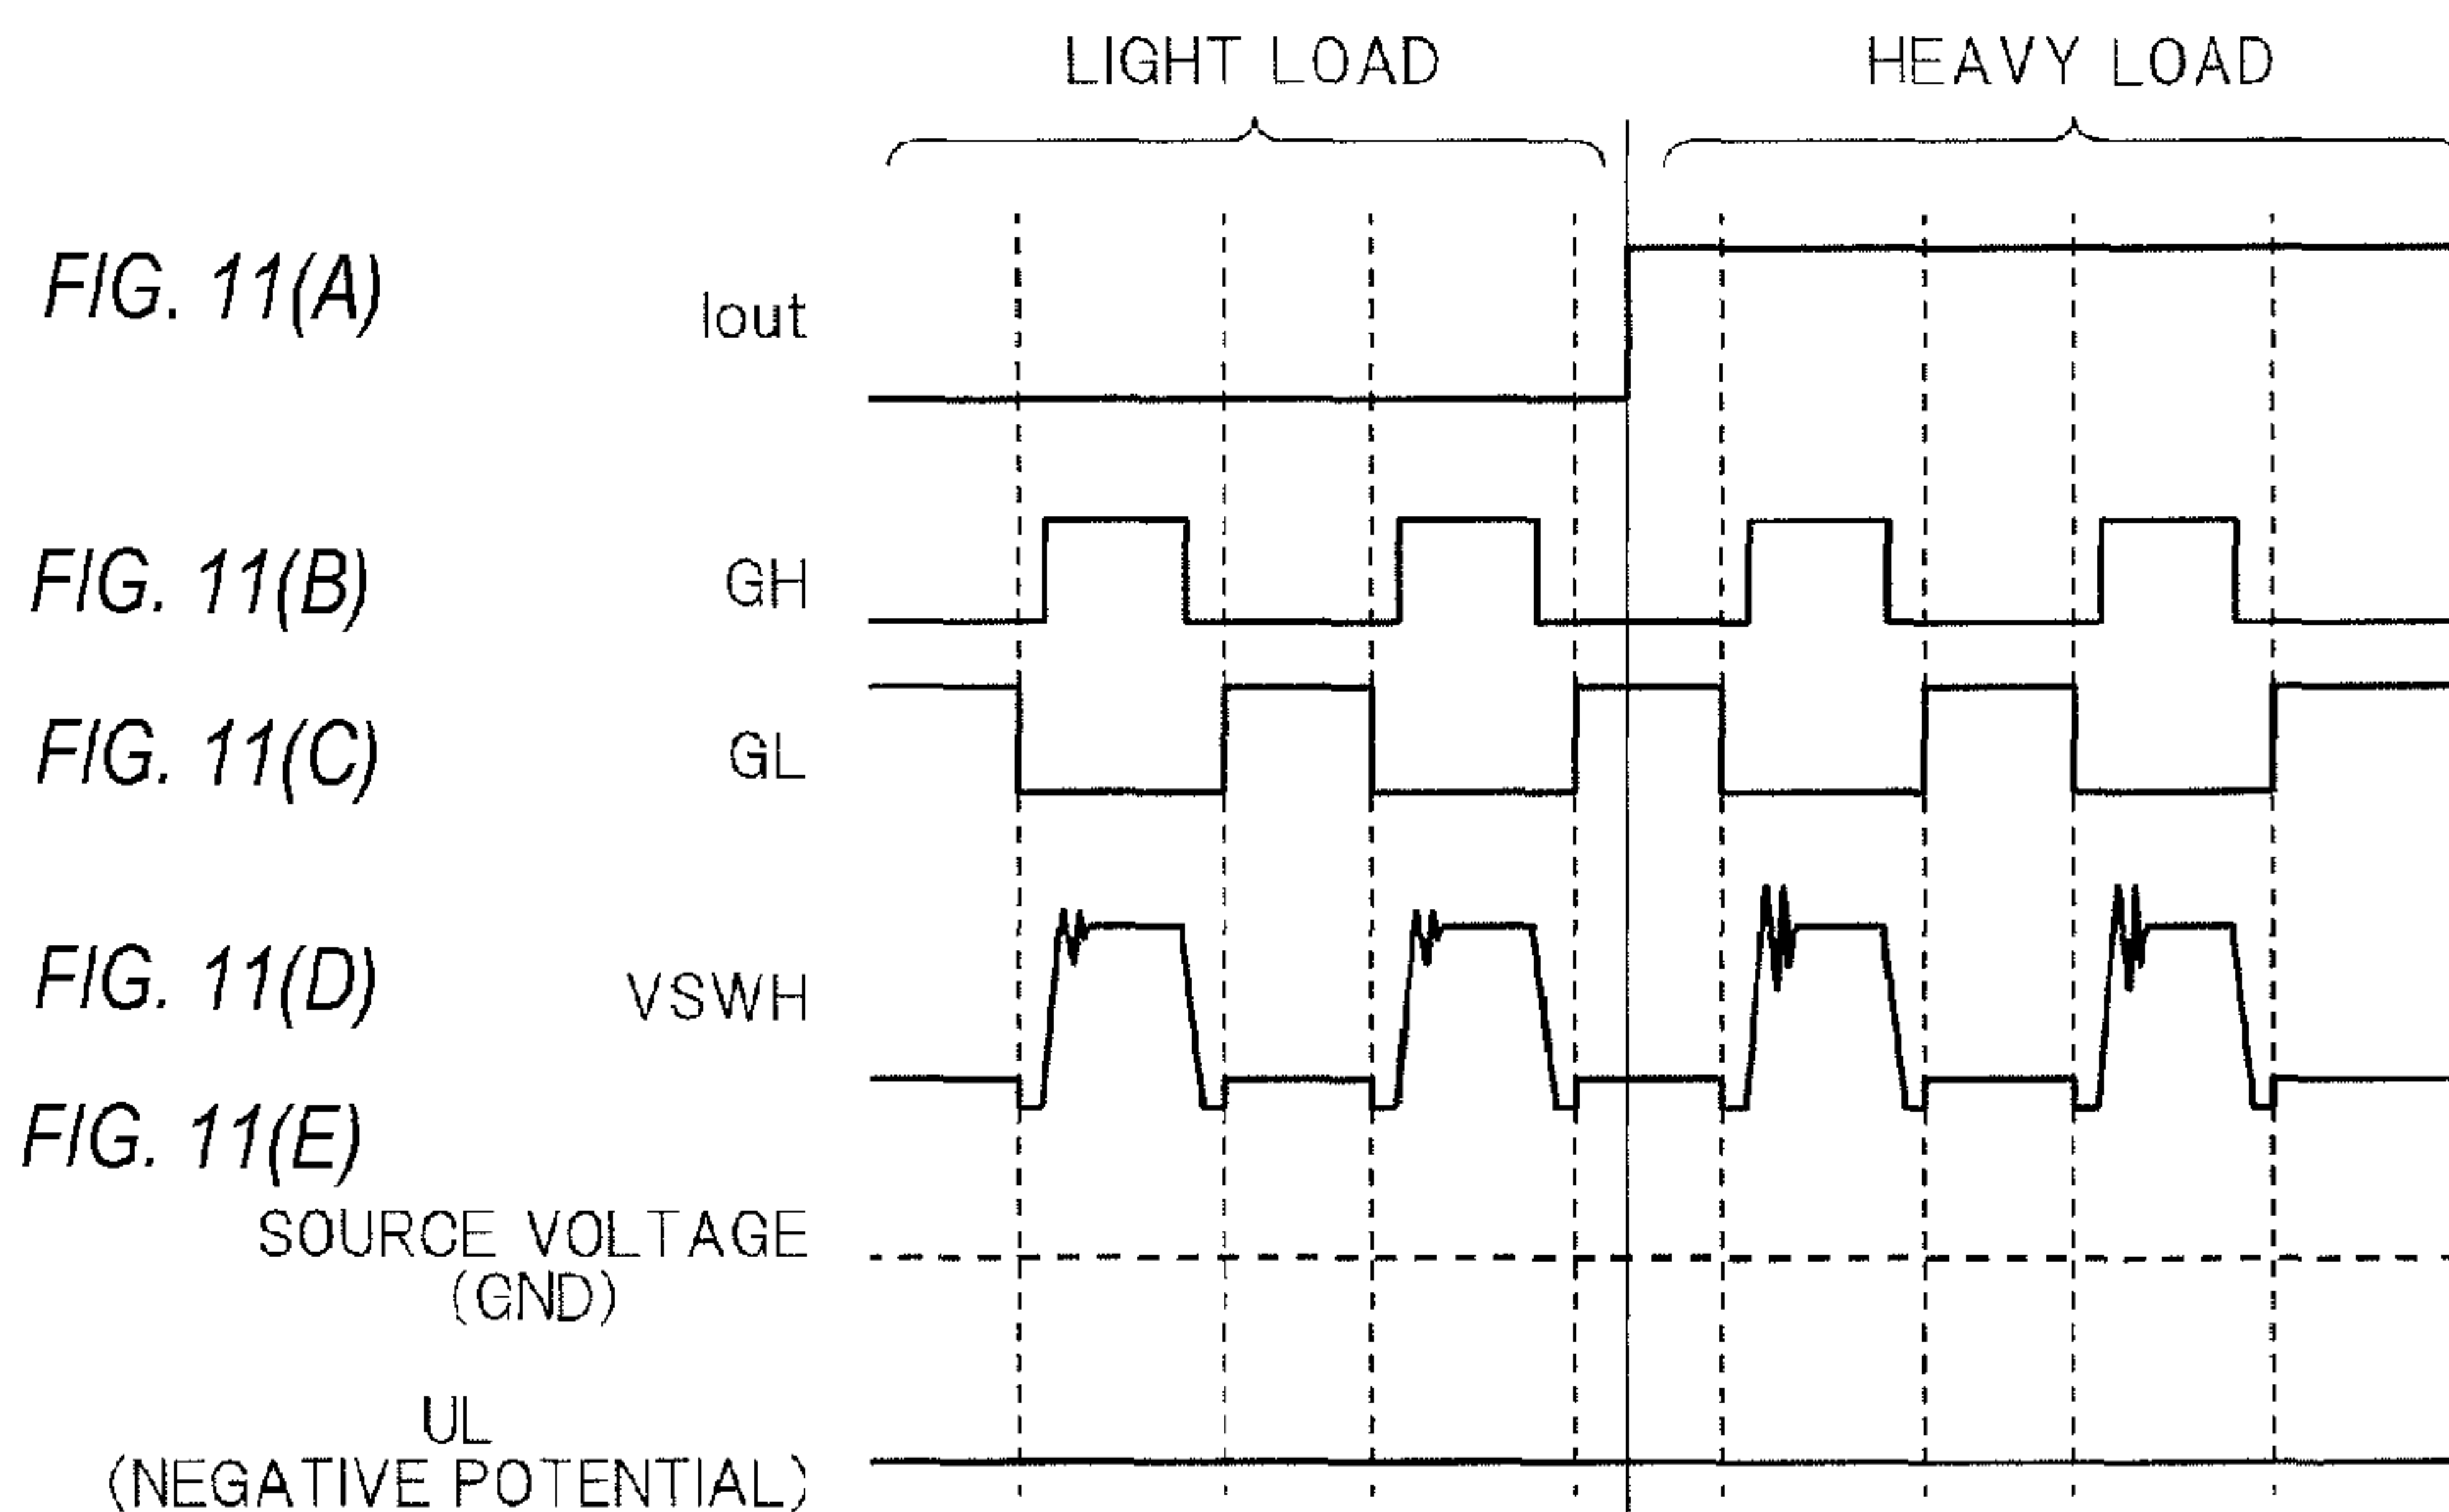 LIGHT LOAD
HEAVY LOAD
FIG. 11(A)
Iout
FIG. 11(B)
GH
FIG. 11(C)
GL
FIG. 11(D)
VSWH
FIG. 11(E)
SOURCE VOLTAGE
(GND)
UL
(NEGATIVE POTENTIAL)